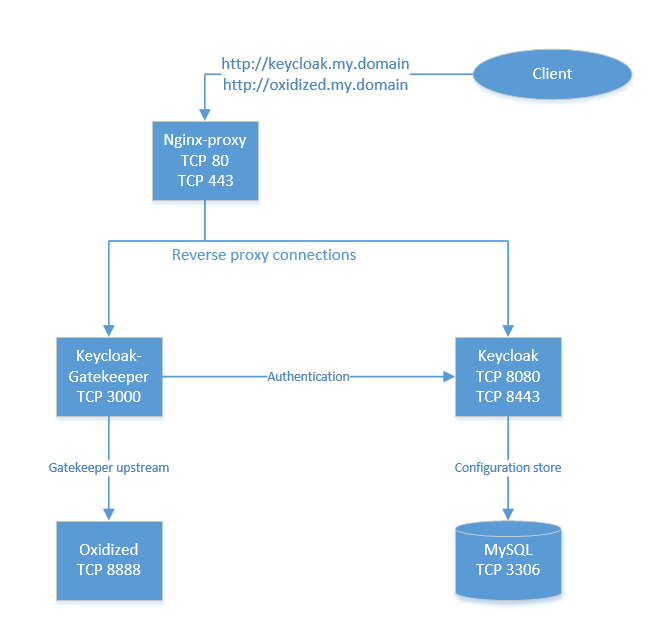 http://keycloak.my.domain
http://oxidized.my.domain
Client
Nginx-proxy
TCP 80
TCP 443
Reverse proxy connections
Keycloak-
Gatekeeper
TCP 3000
Authentication
Keycloak
TCP 8080
TCP 8443
Gatekeeper upstream
Configuration store
Oxidized
TCP 8888
MySQL
TCP 3306